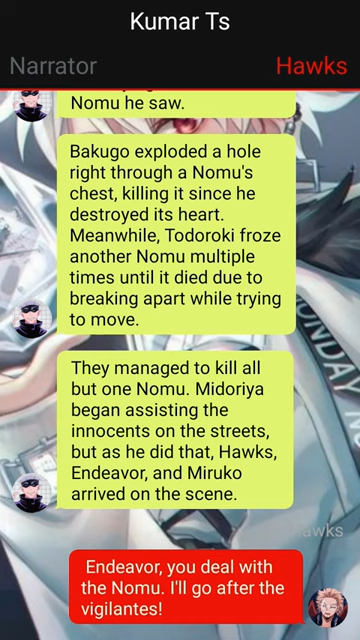 Kumar Ts
Narrator
Hawks
Nomu he saw.
Bakugo exploded a hole
right through a Nomu's
chest, killing it since he
destroyed its heart.
Meanwhile, Todoroki froze
another Nomu multiple
times until it died due to
breaking apart while trying
to move.
They managed to kill all
but one Nomu. Midoriya
began assisting the
innocents on the streets,
but as he did that, Hawks,
Endeavor, and Miruko
arrived on the scene.
Hawks
Endeavor, you deal with
the Nomu. I'll go after the
vigilantes!